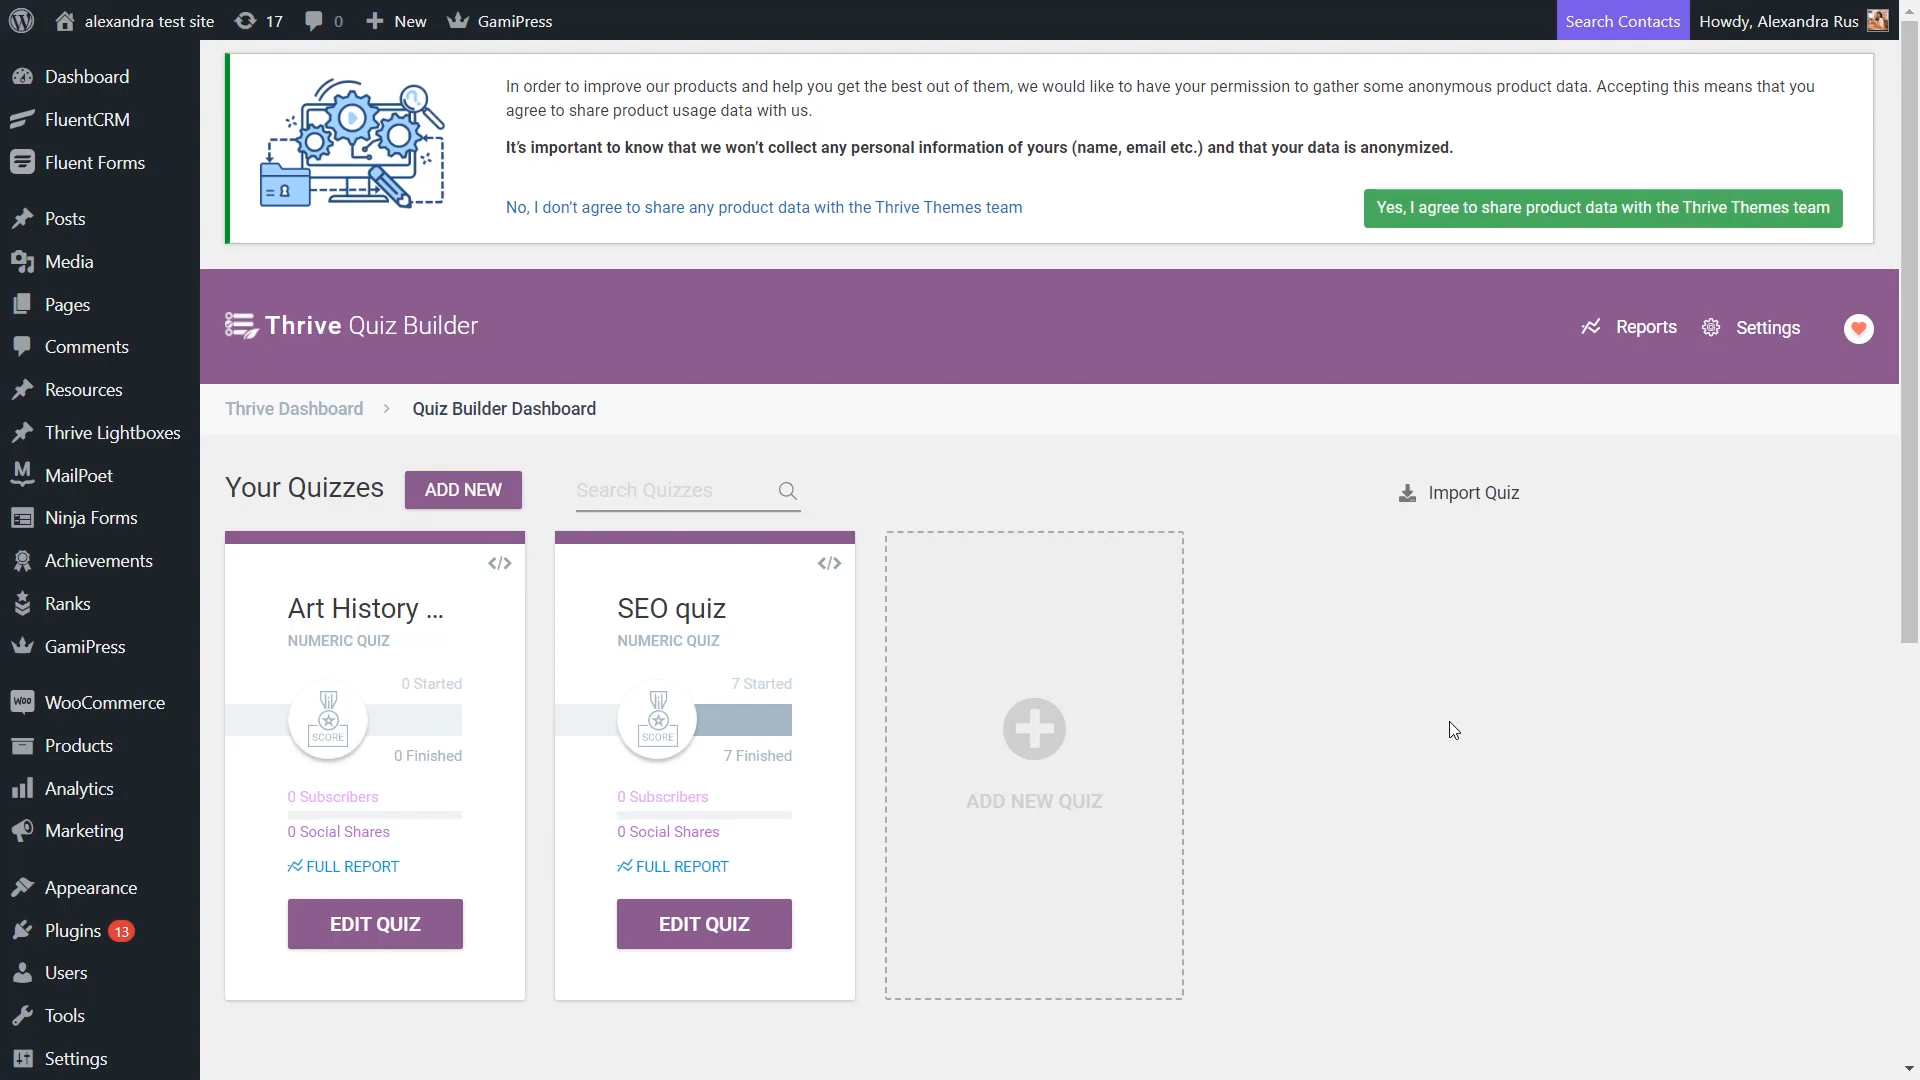 alexandra test site
17
0
New
GamiPress
Search Contacts
Howdy, Alexandra Rus
Dashboard
FluentCRM
Fluent Forms
Posts
Media
Pages
Comments
Resources
Thrive Lightboxes
MailPoet
Ninja Forms
Achievements
Ranks
GamiPress
WooCommerce
Products
Analytics
Marketing
Appearance
Plugins 13
Users
Tools
Settings
In order to improve our products and help you get the best out of them, we would like to have your permission to gather some anonymous product data. Accepting this means that you
agree to share product usage data with us.
It's important to know that we won't collect any personal information of yours (name, email etc.) and that your data is anonymized.
No, I don't agree to share any product data with the Thrive Themes team
Yes, I agree to share product data with the Thrive Themes team
Thrive Quiz Builder
Reports
Settings
Thrive Dashboard > Quiz Builder Dashboard
Your Quizzes
ADD NEW
Search Quizzes
Import Quiz
</>
Art History ...
NUMERIC QUIZ
0 Started
SCORE
0 Finished
0 Subscribers
0 Social Shares
FULL REPORT
EDIT QUIZ
</>
SEO quiz
NUMERIC QUIZ
7 Started
SCORE
7 Finished
0 Subscribers
0 Social Shares
FULL REPORT
EDIT QUIZ
ADD NEW QUIZ